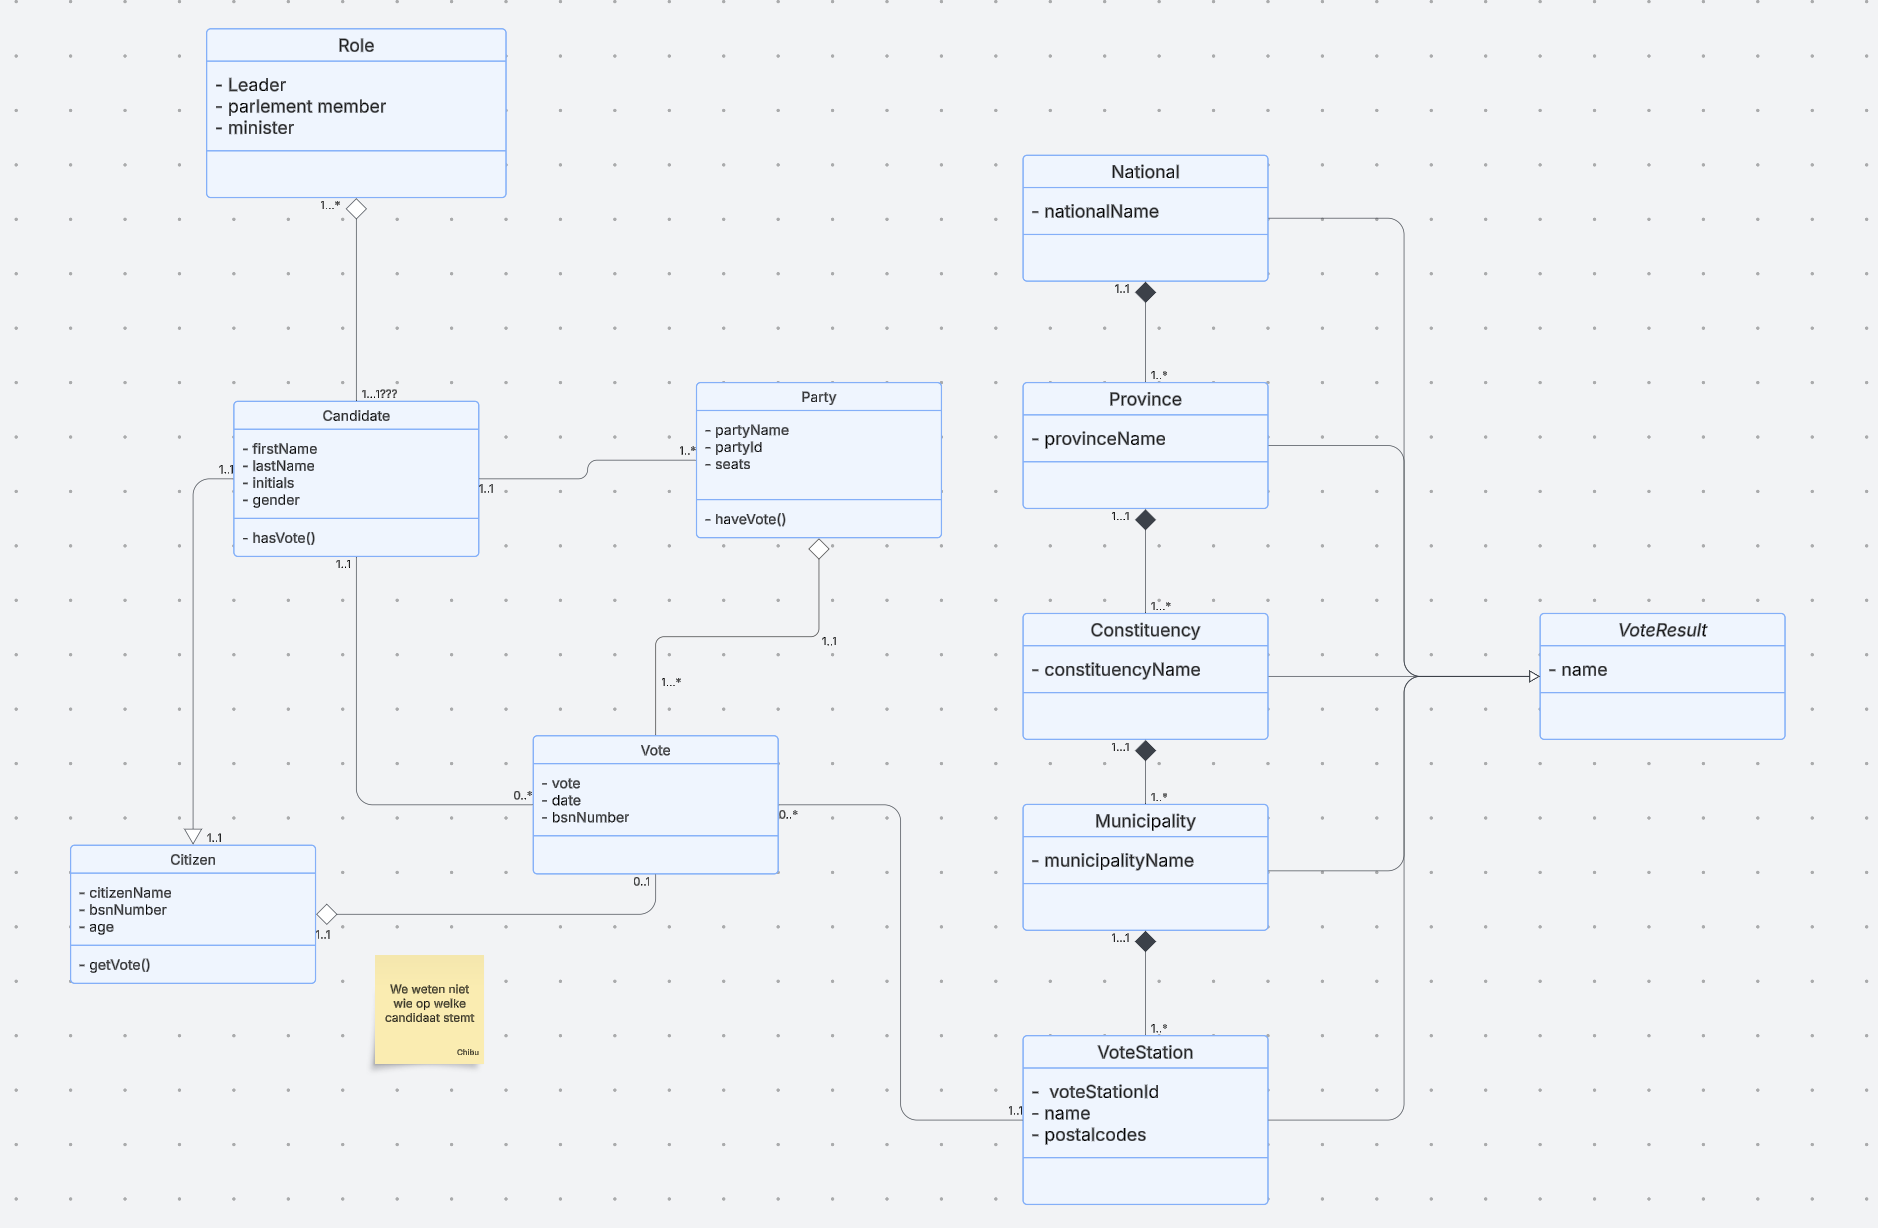 Role
- Leader
- parlement member
- minister
1...*
1...1???
Candidate
- firstName
- lastName
- initials
- gender
- hasVote()
1..1
1..1
1..1
1..*
Party
- partyName
- partyId
- seats
- haveVote()
1..1
1...*
Vote
- vote
- date
- bsnNumber
0..*
0..*
0..1
1..1
Citizen
- citizenName
- bsnNumber
- age
- getVote()
1..1
We weten niet
wie op welke
candidaat stemt
Chibu
National
- nationalName
1..1
1..*
Province
- provinceName
1...1
1...*
Constituency
- constituencyName
1...1
1..*
Municipality
- municipalityName
1...1
1..*
VoteStation
-  voteStationId
- name
- postalcodes
1..1
VoteResult
- name